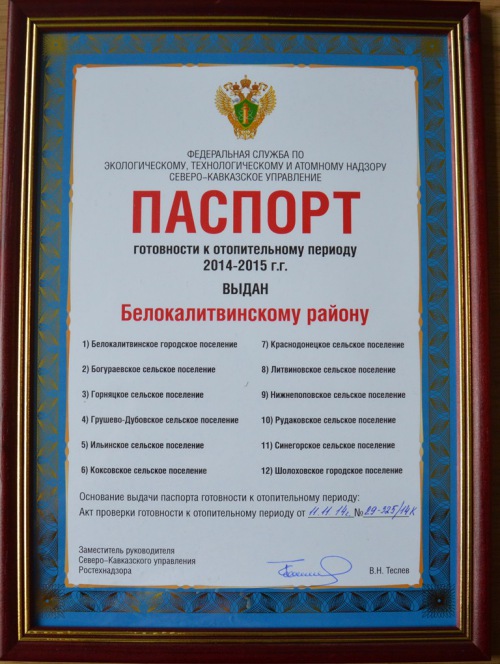 ФЕДЕРАЛЬНАЯ СЛУЖБА ПО
ЭКОЛОГИЧЕСКОМУ, ТЕХНОЛОГИЧЕСКОМУ И АТОМНОМУ НАДЗОРУ
СЕВЕРО-КАВКАЗСКОЕ УПРАВЛЕНИЕ
ПАСПОРТ
ГОТОВНОСТИ К ОТОПИТЕЛЬНОМУ ПЕРИОДУ
2014-2015 г.г.
ВЫДАН
Белокалитвинскому району
1) Белокалитвинское городское поселение
2) Богураевское сельское поселение
3) Горняцкое сельское поселение
4) Грушево-Дубовское сельское поселение
5) Ильинское сельское поселение
6) Коксовское сельское поселение
7) Краснодонецкое сельское поселение
8) Литвиновское сельское поселение
9) Нижнепоповское сельское поселение
10) Рудаковское сельское поселение
11) Синегорское сельское поселение
12) Шолоховское городское поселение
Основание выдачи паспорта готовности к отопительному периоду:
Акт проверки готовности к отопительному периоду от 11.11.14г. № 29-325/14К
Заместитель руководителя
Северо-Кавказского управления
Ростехнадзора
В.Н. Теслев